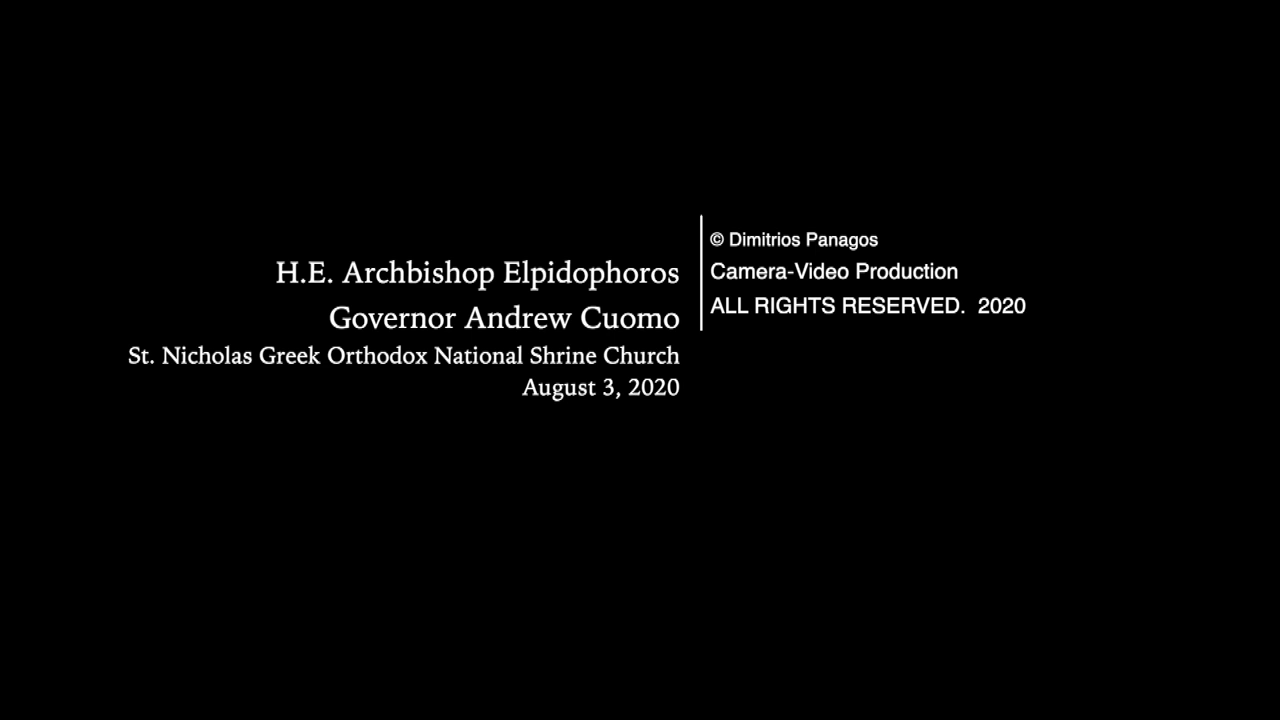 H.E. Archbishop Elpidophoros
Governor Andrew Cuomo
St. Nicholas Greek Orthodox National Shrine Church
August 3, 2020
© Dimitrios Panagos
Camera-Video Production
ALL RIGHTS RESERVED.  2020